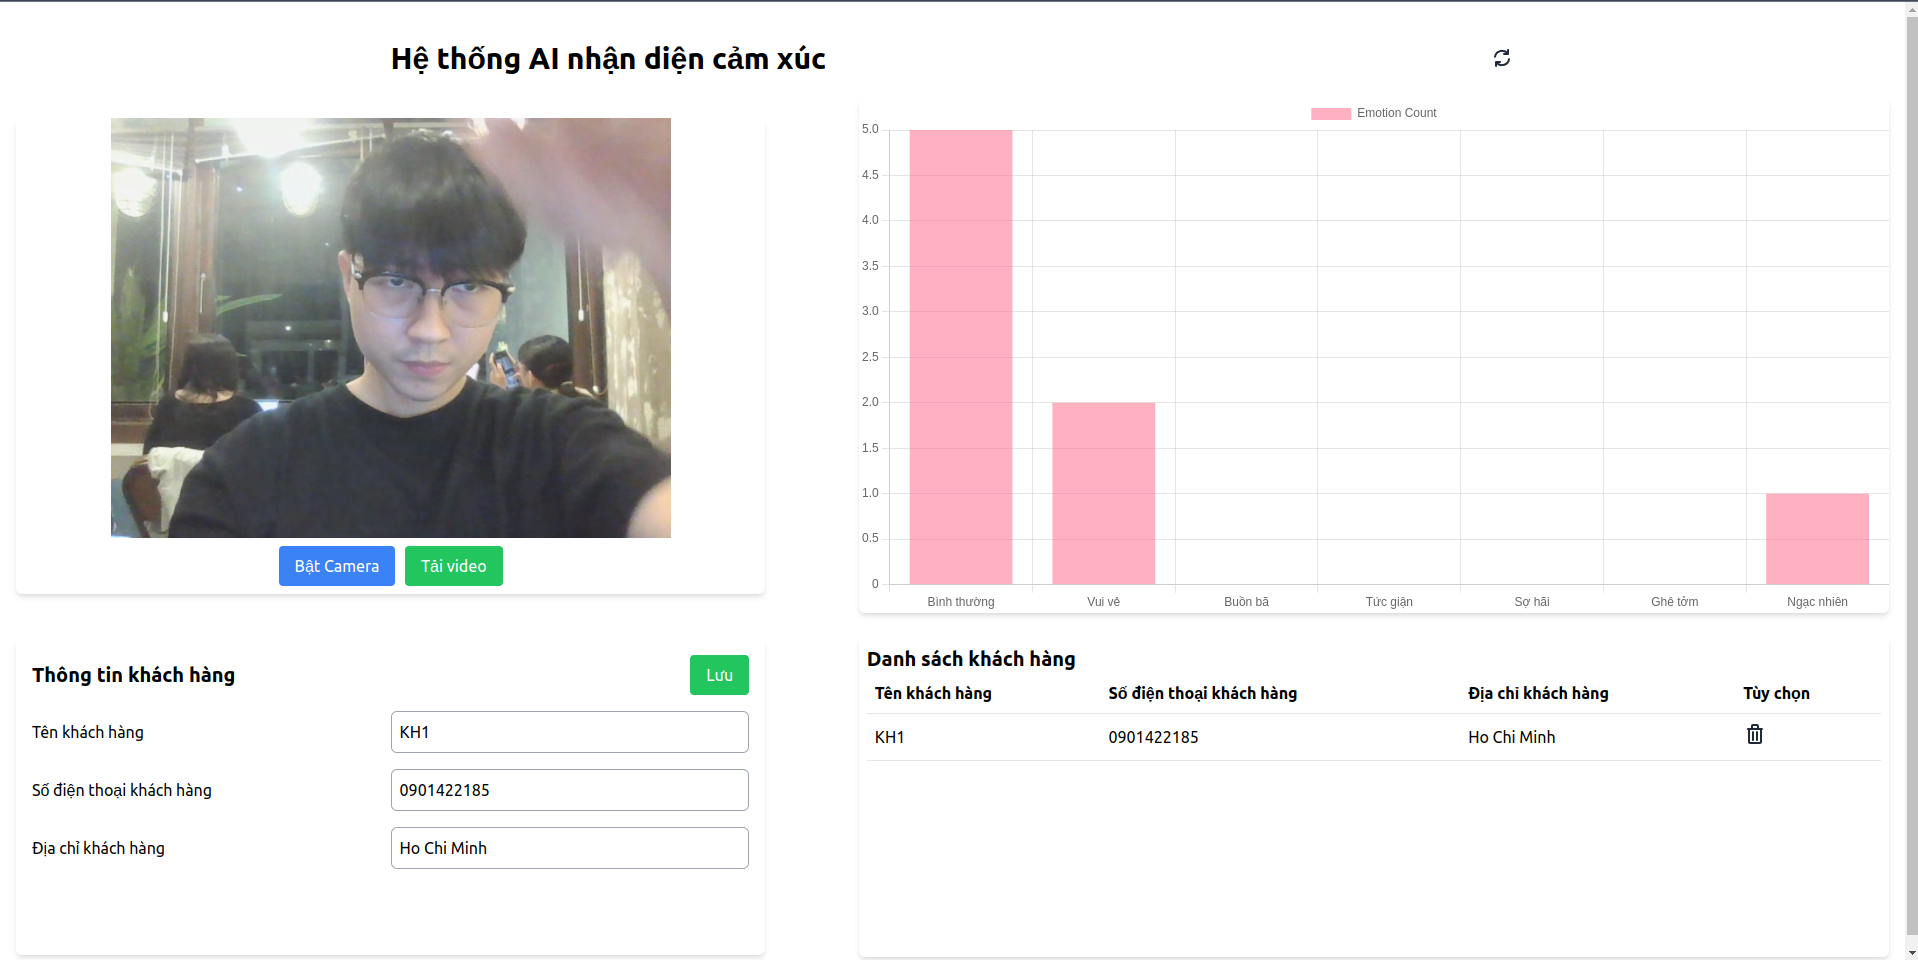 Hệ thống AI nhận diện cảm xúc
Bật Camera
Tải video
Emotion Count
5.0
4.5
4.0
3.5
3.0
2.5
2.0
1.5
1.0
0.5
0
Bình thường
Vui vẻ
Buồn bã
Tức giận
Sợ hãi
Ghê tởm
Ngạc nhiên
Thông tin khách hàng
Lưu
Tên khách hàng
KH1
Số điện thoại khách hàng
0901422185
Địa chỉ khách hàng
Ho Chi Minh
Danh sách khách hàng
Tên khách hàng Số điện thoại khách hàng Địa chỉ khách hàng Tùy chọn
KH1 0901422185 Ho Chi Minh